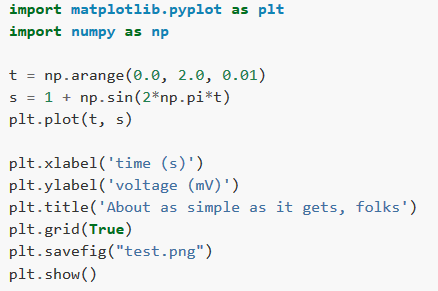 import matplotlib.pyplot as plt
import numpy as np

t = np.arange(0.0, 2.0, 0.01)
s = 1 + np.sin(2*np.pi*t)
plt.plot(t, s)

plt.xlabel('time (s)')
plt.ylabel('voltage (mV)')
plt.title('About as simple as it gets, folks')
plt.grid(True)
plt.savefig("test.png")
plt.show()